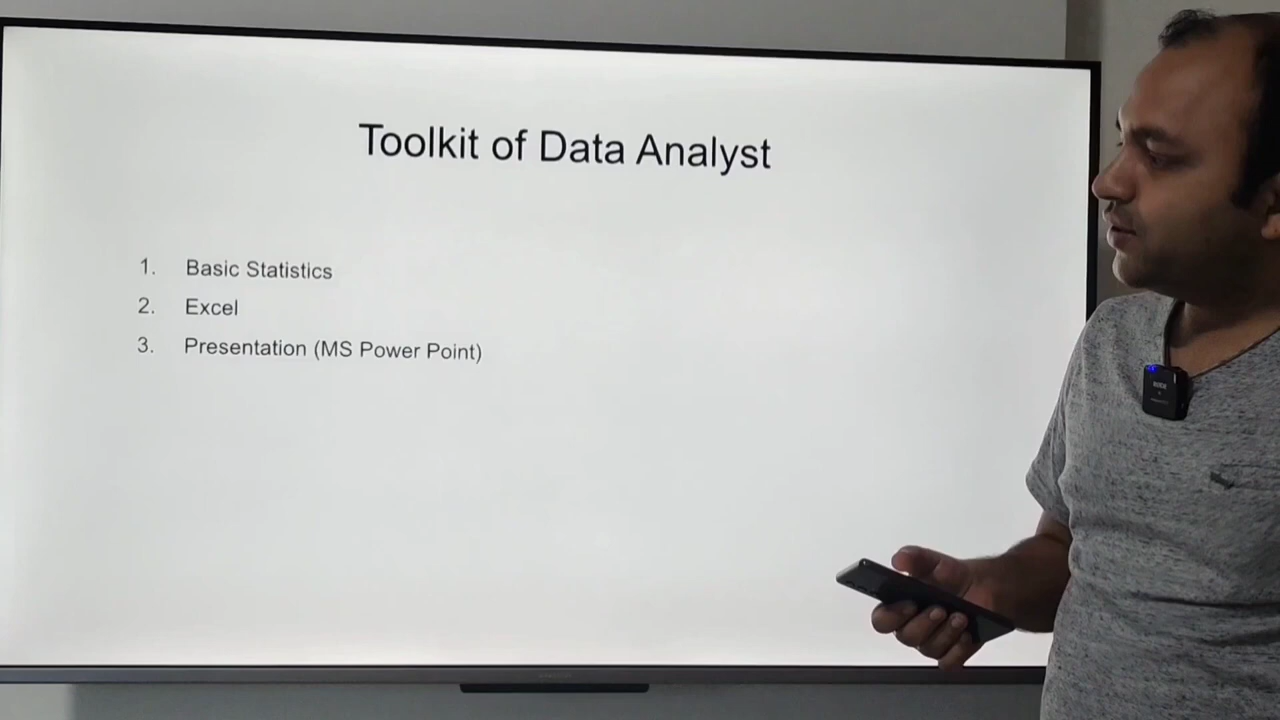 Toolkit of Data Analyst
1. Basic Statistics
2. Excel
3. Presentation (MS Power Point)